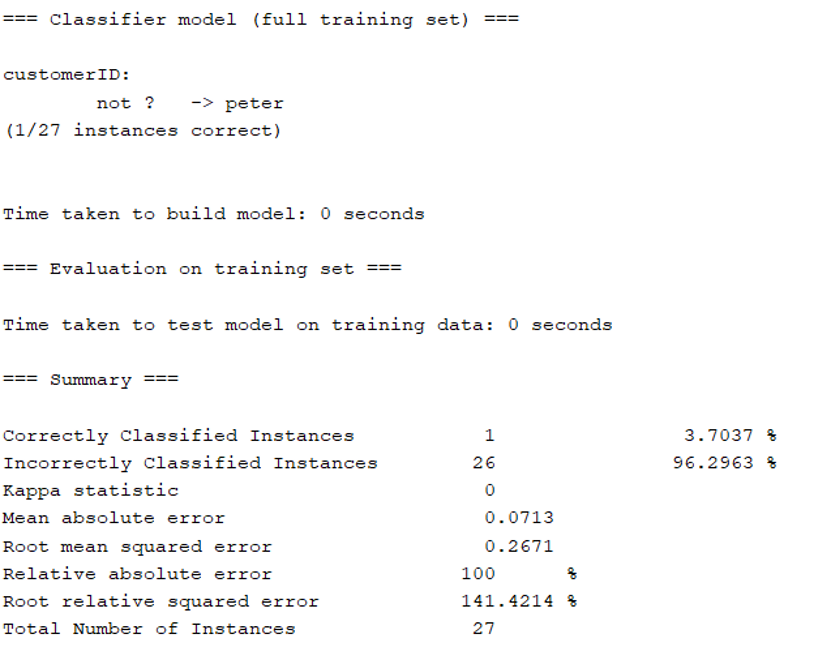 === Classifier model (full training set) ===
customerID:
not ? -> peter
(1/27 instances correct)
Time taken to build model: 0 seconds
=== Evaluation on training set ===
Time taken to test model on training data: 0 seconds
=== Summary ===
Correctly Classified Instances 1 3.7037 %
Incorrectly Classified Instances 26 96.2963 %
Kappa statistic 0
Mean absolute error 0.0713
Root mean squared error 0.2671
Relative absolute error 100 %
Root relative squared error 141.4214 %
Total Number of Instances 27